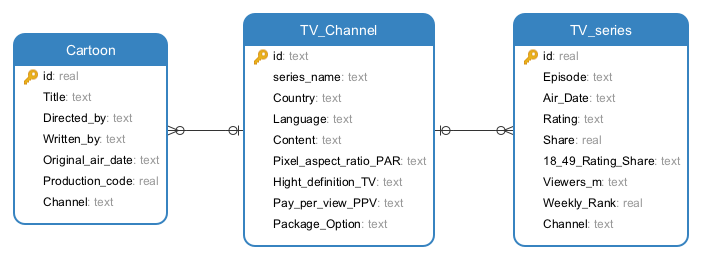 Cartoon
id: real
Title: text
Directed_by: text
Written_by: text
Original_air_date: text
Production_code: real
Channel: text
TV_Channel
id: text
series_name: text
Country: text
Language: text
Content: text
Pixel_aspect_ratio_PAR: text
Hight_definition_TV: text
Pay_per_view_PPV: text
Package_Option: text
TV_series
id: real
Episode: text
Air_Date: text
Rating: text
Share: real
18_49_Rating_Share: text
Viewers_m: text
Weekly_Rank: real
Channel: text